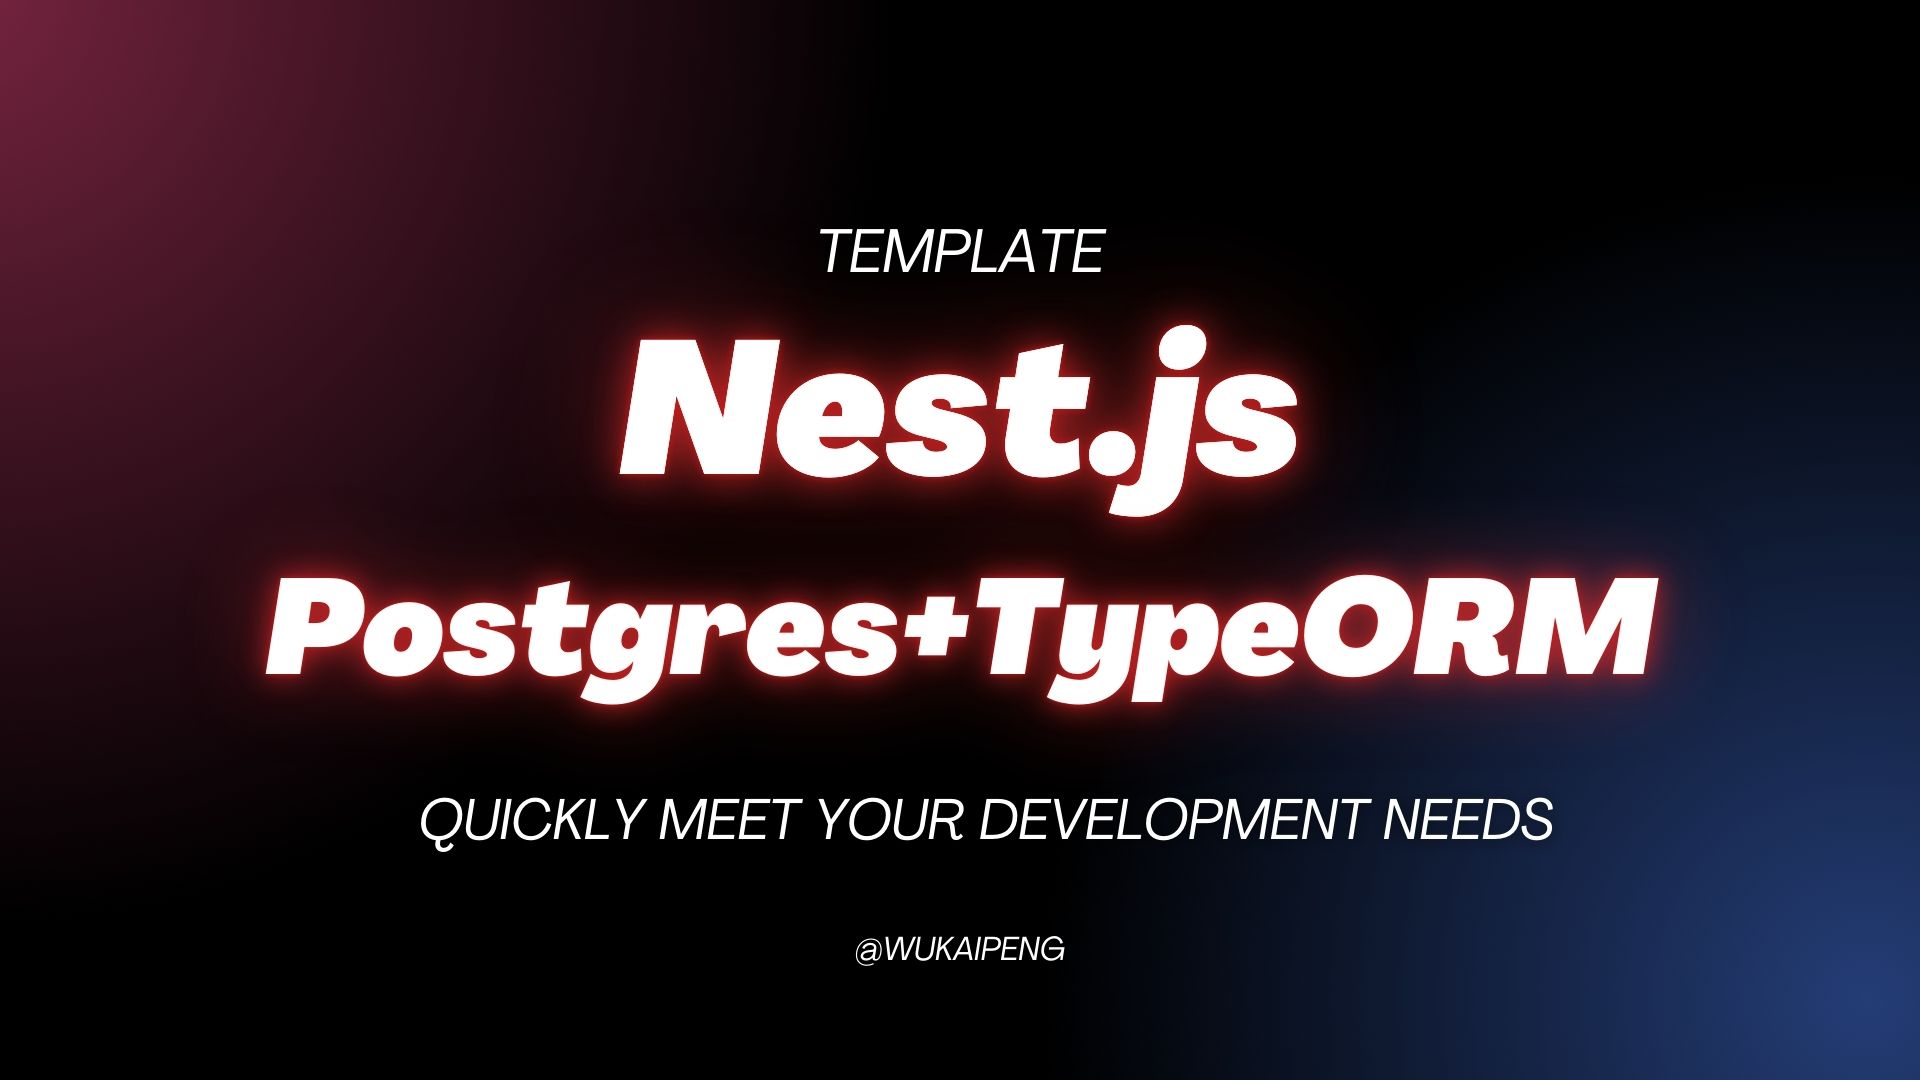 TEMPLATE
Nest.js
Postgres+TypeORM
QUICKLY MEET YOUR DEVELOPMENT NEEDS
@WUKAIPENG